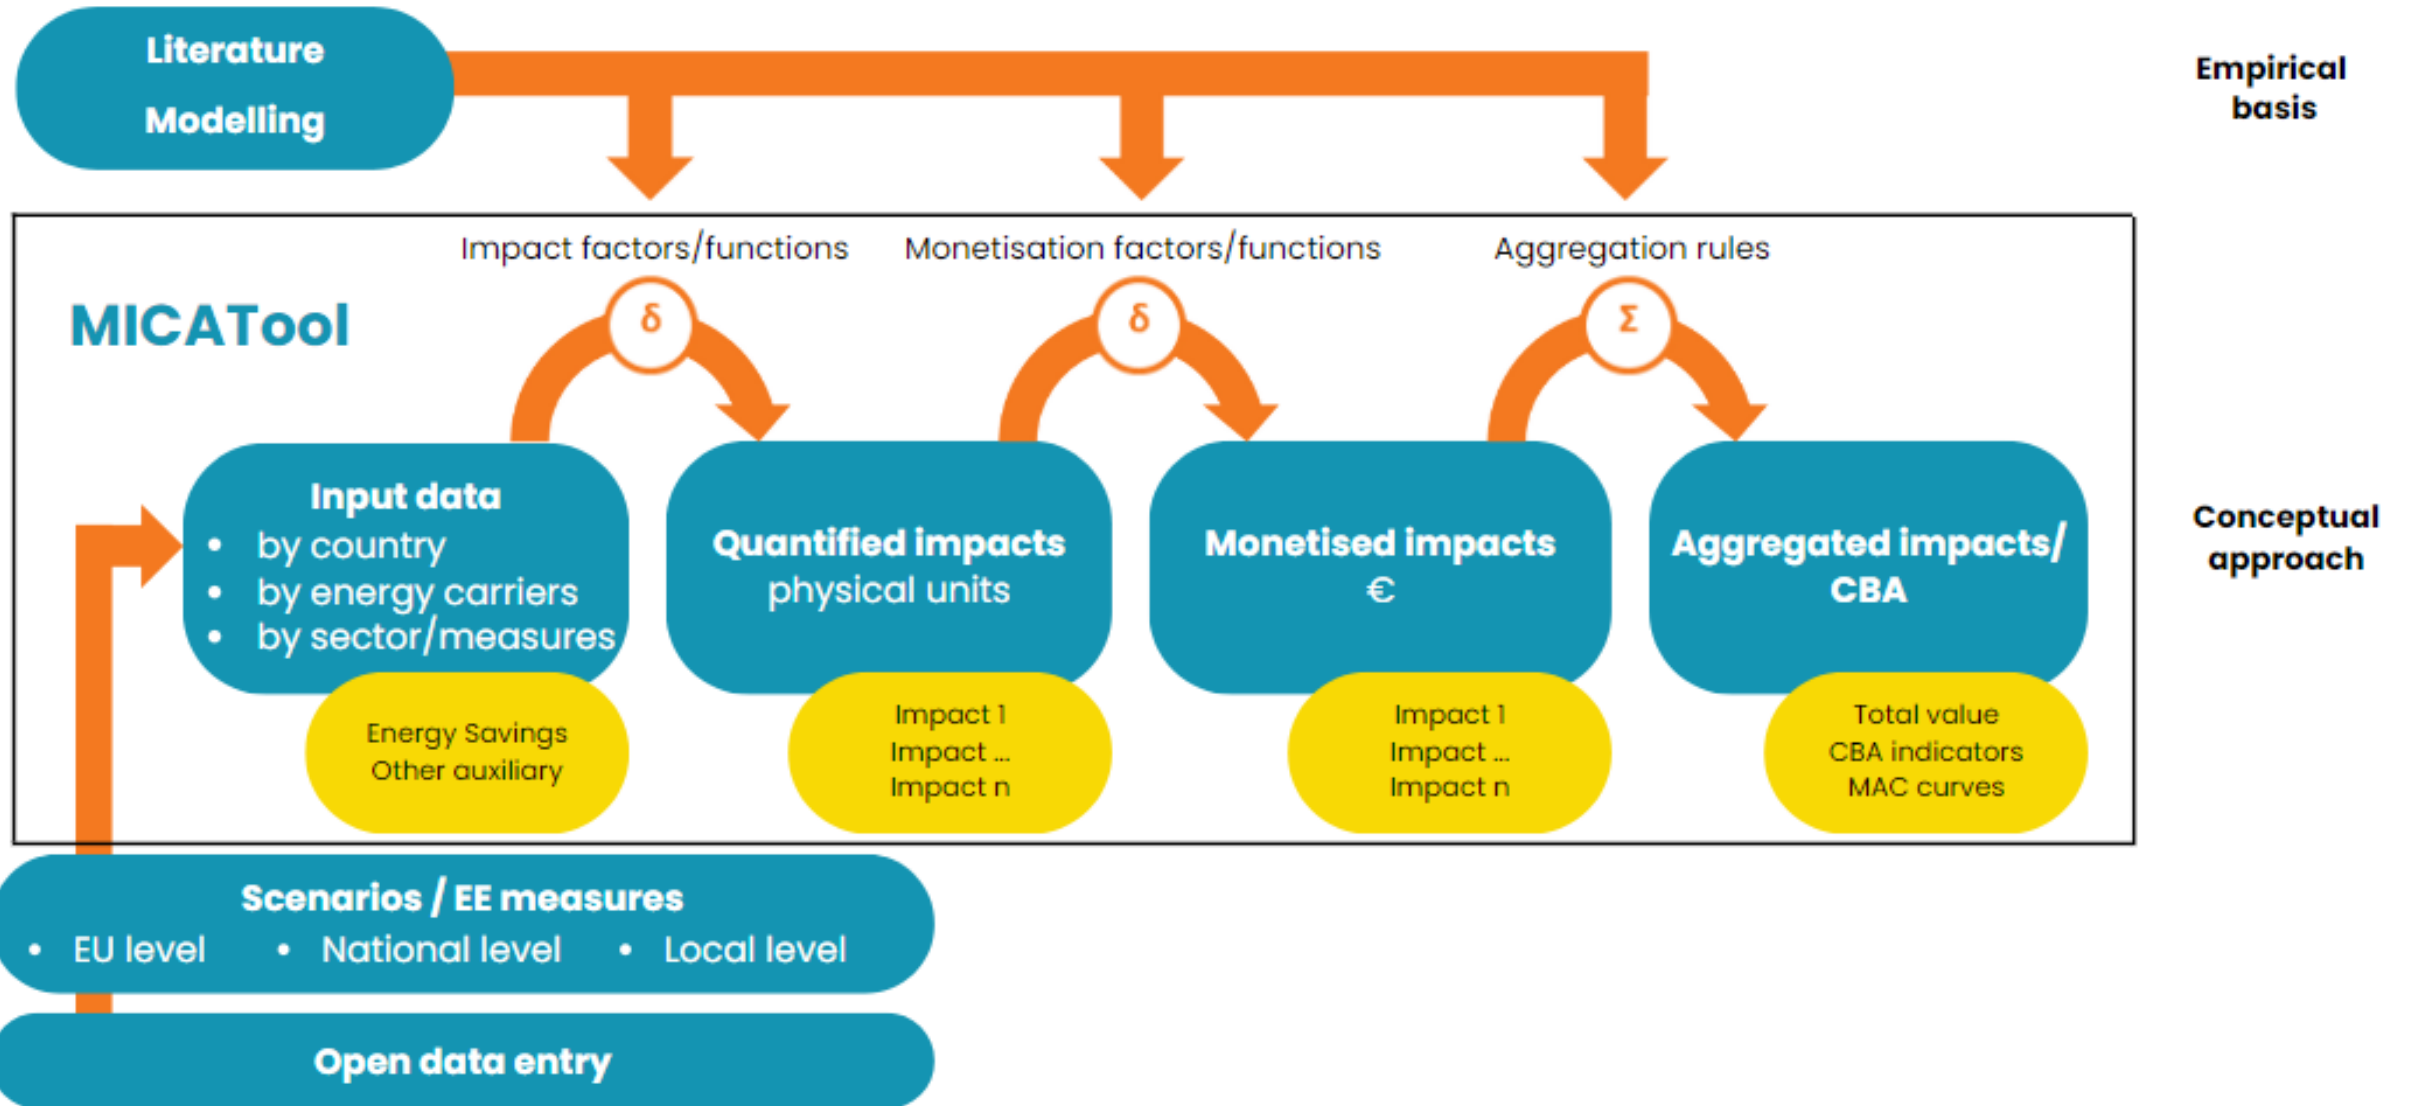 Literature
Modelling
Empirical
basis
Impact factors/functions
Monetisation factors/functions
Aggregation rules
MICATool
δ
δ
Σ
Input data
• by country
• by energy carriers
• by sector/measures
Quantified impacts
physical units
Monetised impacts
€
Aggregated impacts/
CBA
Conceptual
approach
Energy Savings
Other auxiliary
Impact 1
Impact ...
Impact n
Impact 1
Impact ...
Impact n
Total value
CBA indicators
MAC curves
Scenarios / EE measures
• EU level • National level • Local level
Open data entry